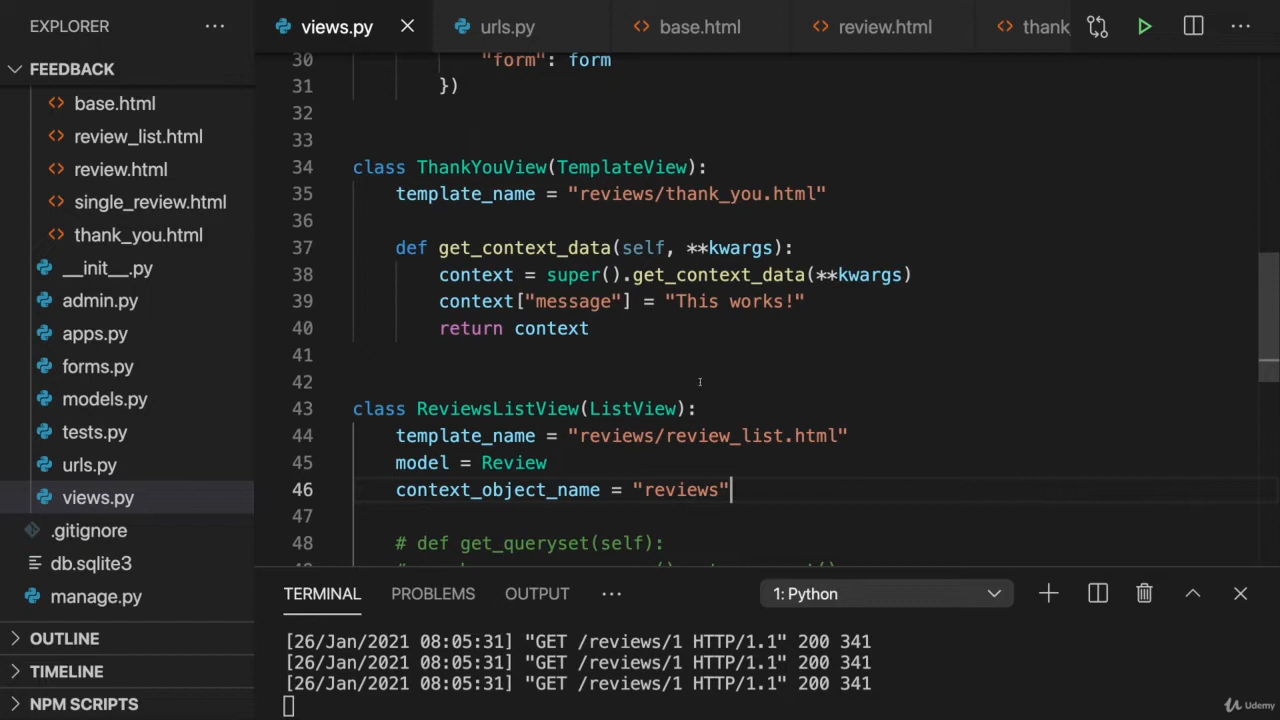 EXPLORER
views.py
urls.py
base.html
review.html
thank
FEEDBACK
base.html
review_list.html
review.html
single_review.html
thank_you.html
__init__.py
admin.py
apps.py
forms.py
models.py
tests.py
urls.py
views.py
.gitignore
db.sqlite3
manage.py
OUTLINE
TIMELINE
NPM SCRIPTS
30 "form": form
31 })
32
33
34 class ThankYouView(TemplateView):
35 template_name = "reviews/thank_you.html"
36
37 def get_context_data(self, **kwargs):
38 context = super().get_context_data(**kwargs)
39 context["message"] = "This works!"
40 return context
41
42
43 class ReviewsListView(ListView):
44 template_name = "reviews/review_list.html"
45 model = Review
46 context_object_name = "reviews"
47
48 # def get_queryset(self):
TERMINAL PROBLEMS OUTPUT 1: Python
[26/Jan/2021 08:05:31] "GET /reviews/1 HTTP/1.1" 200 341
[26/Jan/2021 08:05:31] "GET /reviews/1 HTTP/1.1" 200 341
[26/Jan/2021 08:05:31] "GET /reviews/1 HTTP/1.1" 200 341
Udemy